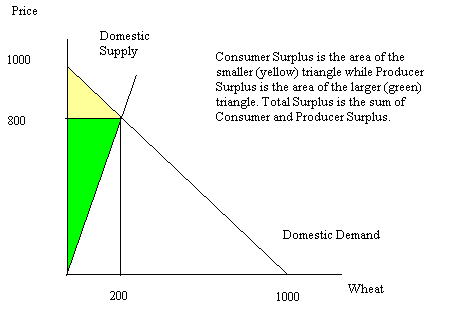 Price
Domestic
Supply
1000
Consumer Surplus is the area of the
smaller (yellow) triangle while Producer
Surplus is the area of the larger (green)
triangle. Total Surplus is the sum of
Consumer and Producer Surplus.
800
Domestic Demand
200
1000
Wheat